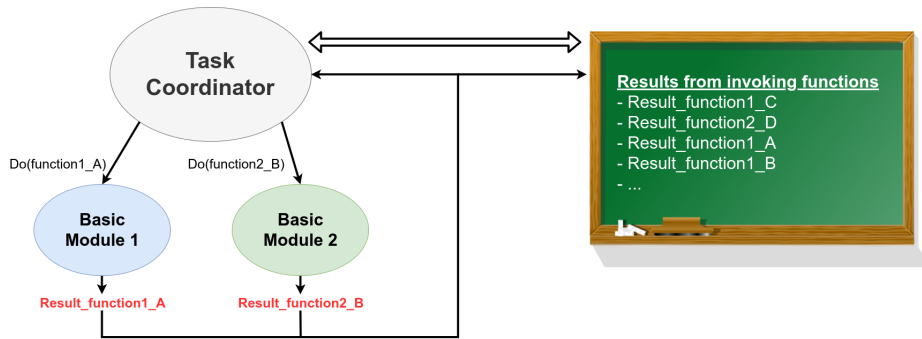 Task
Coordinator
Do(function1_A)
Do(function2_B)
Basic
Module 1
Basic
Module 2
Result_function1_A
Result_function2_B
Results from invoking functions
- Result_function1_C
- Result_function2_D
- Result_function1_A
- Result_function1_B
- ...